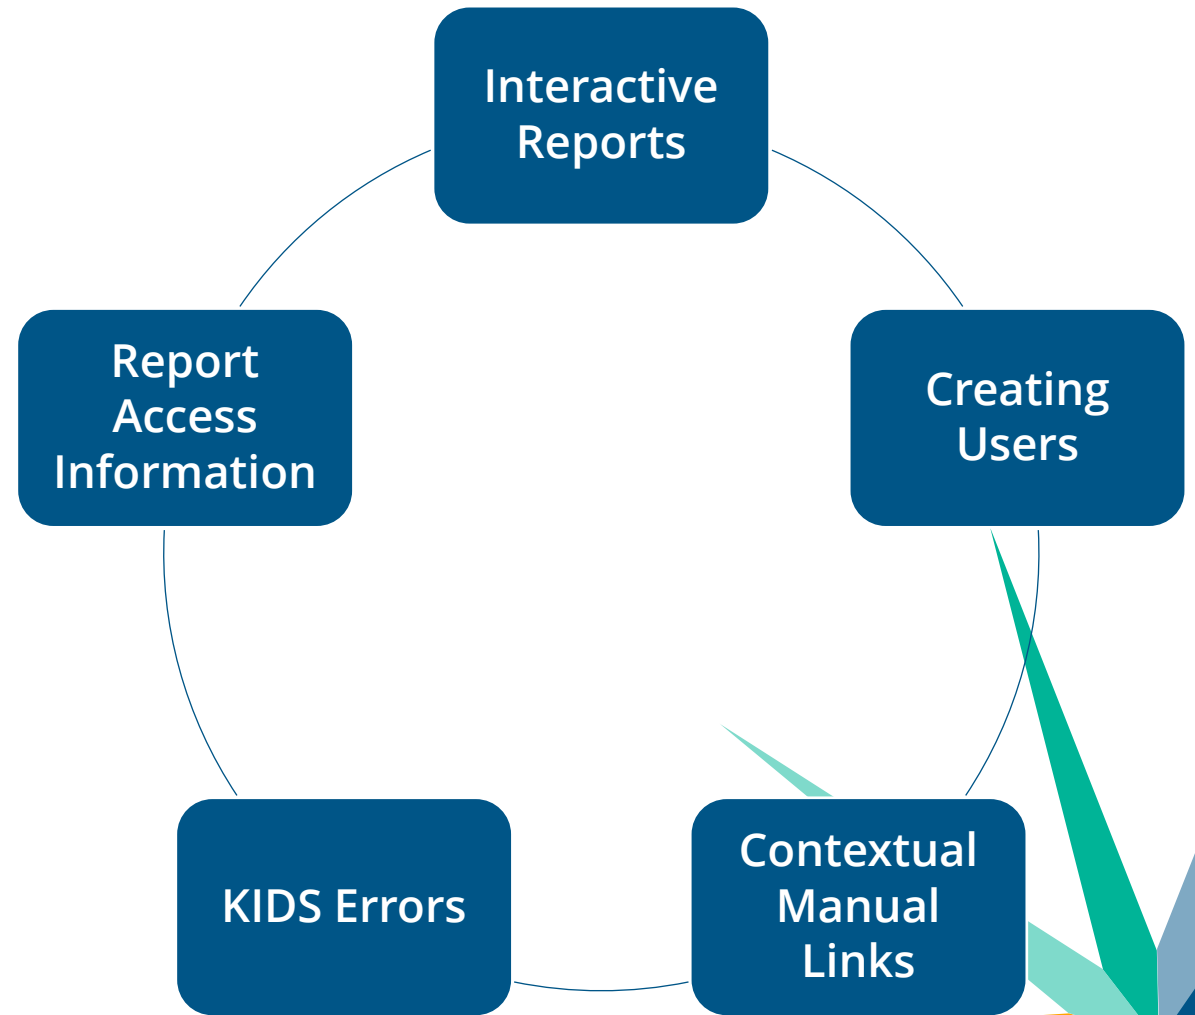 Interactive
Reports
Creating
Users
Contextual
Manual
Links
KIDS Errors
Report
Access
Information